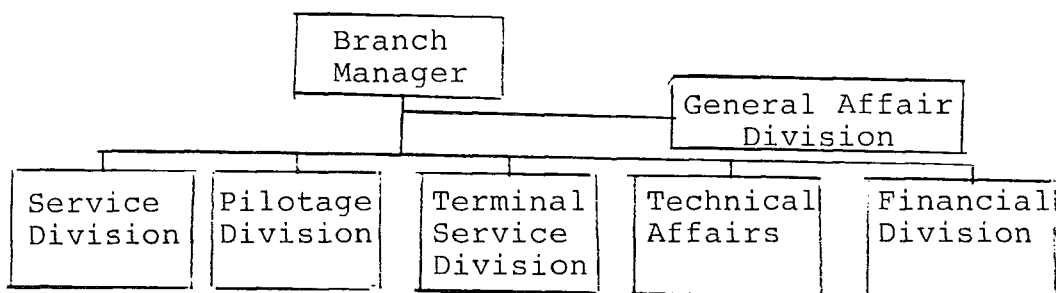 Branch
Manager
General Affair
Division
Service
Division
Pilotage
Division
Terminal
Service
Division
Technical
Affairs
Financial
Division